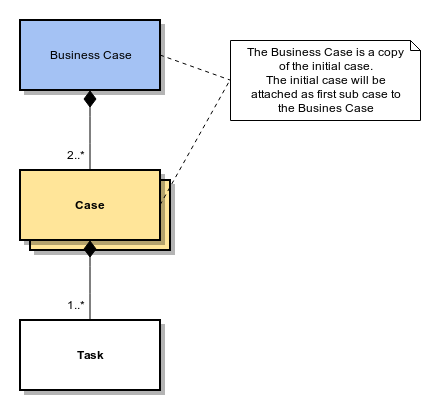 Business Case
The Business Case is a copy
of the initial case.
The initial case will be
attached as first sub case to
the Busines Case
2..*
Case
1..*
Task